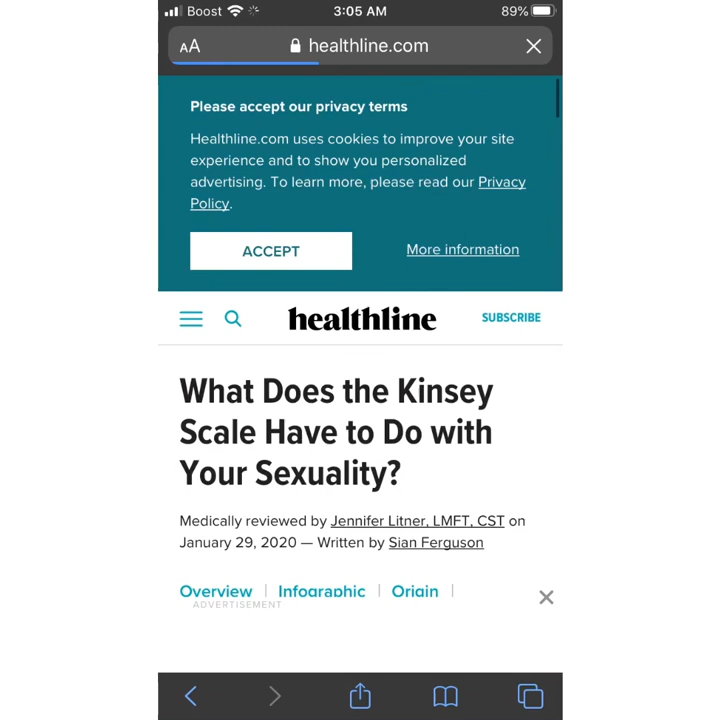 Boost 3:05 AM 89%
AA healthline.com
Please accept our privacy terms
Healthline.com uses cookies to improve your site
experience and to show you personalized
advertising. To learn more, please read our Privacy
Policy.
ACCEPT More information
healthline SUBSCRIBE
What Does the Kinsey
Scale Have to Do with
Your Sexuality?
Medically reviewed by Jennifer Litner, LMFT, CST on
January 29, 2020 — Written by Sian Ferguson
Overview | Infographic | Origin |
ADVERTISEMENT